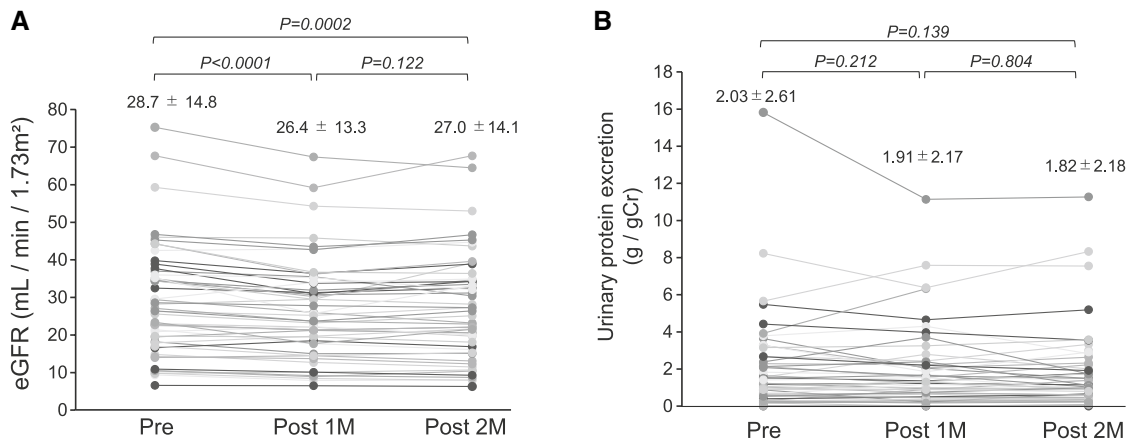 A
P=0.0002
P<0.0001
P=0.122
28.7 ± 14.8
26.4 ± 13.3
27.0 ±14.1
80
70
60
50
40
30
20
10
0
eGFR (mL / min / 1.73m²)
Pre
Post 1M
Post 2M
B
P=0.139
P=0.212
P=0.804
2.03±2.61
1.91±2.17
1.82±2.18
18
16
14
12
10
8
6
4
2
0
Urinary protein excretion
(g / gCr)
Pre
Post 1M
Post 2M